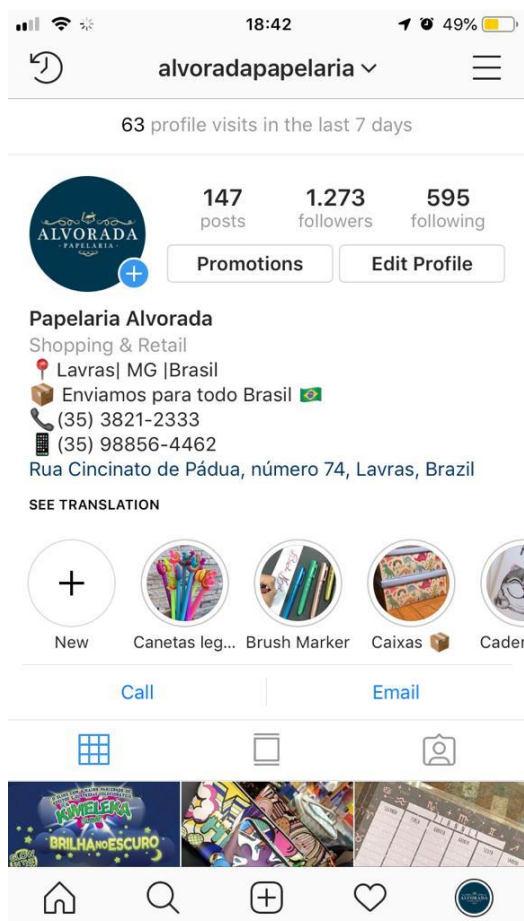 18:42
49%
alvoradapapelaria
63 profile visits in the last 7 days
147 1.273 595
posts followers following
ALVORADA
· PAPELARIA ·
Promotions Edit Profile
Papelaria Alvorada
Shopping & Retail
📍 Lavras| MG |Brasil
📦 Enviamos para todo Brasil 🇧🇷
📞(35) 3821-2333
📱(35) 98856-4462
Rua Cincinato de Pádua, número 74, Lavras, Brazil
SEE TRANSLATION
New Canetas leg... Brush Marker Caixas 📦 Cader
Call Email
KIMELEKA
BRILHA NO ESCURO
PLANNER
ALVORADA